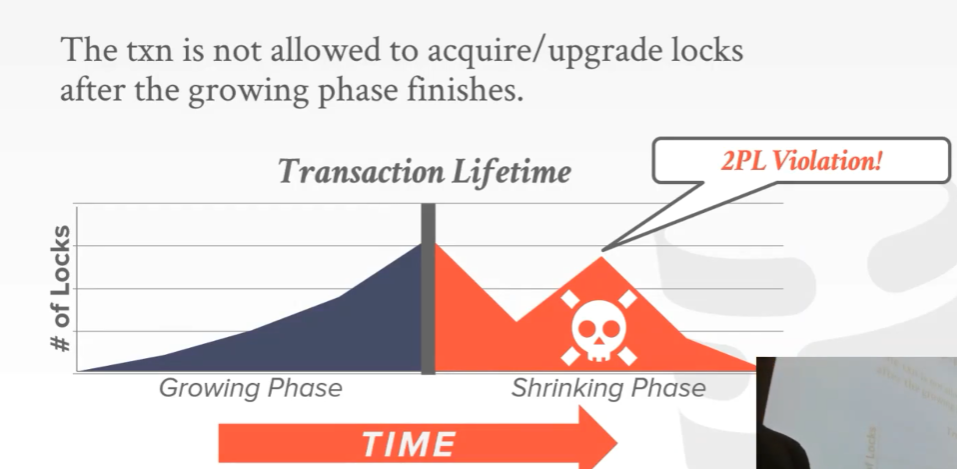 The txn is not allowed to acquire/upgrade locks
after the growing phase finishes.
Transaction Lifetime
2PL Violation!
# of Locks
Growing Phase
Shrinking Phase
TIME